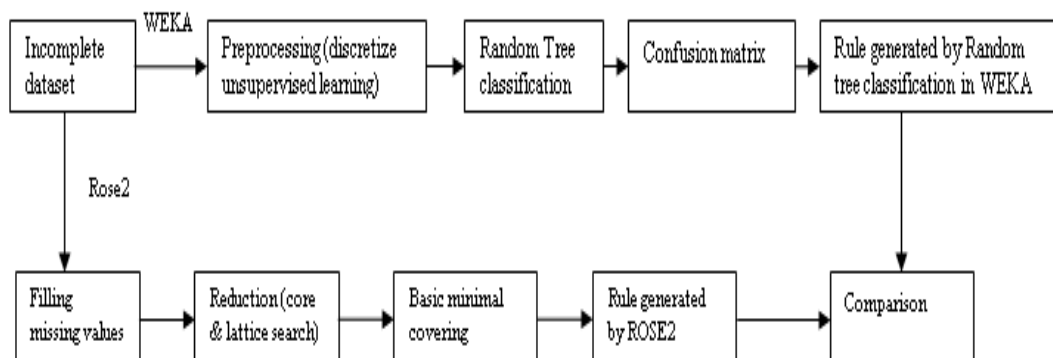 WEKA
Incomplete
dataset
Preprocessing (discretize
unsupervised learning)
Random Tree
classification
Confusion matrix
Rule generated by Random
tree classification in WEKA
Rose2
Filling
missing values
Reduction (core
& lattice search)
Basic minimal
covering
Rule generated
by ROSE2
Comparison